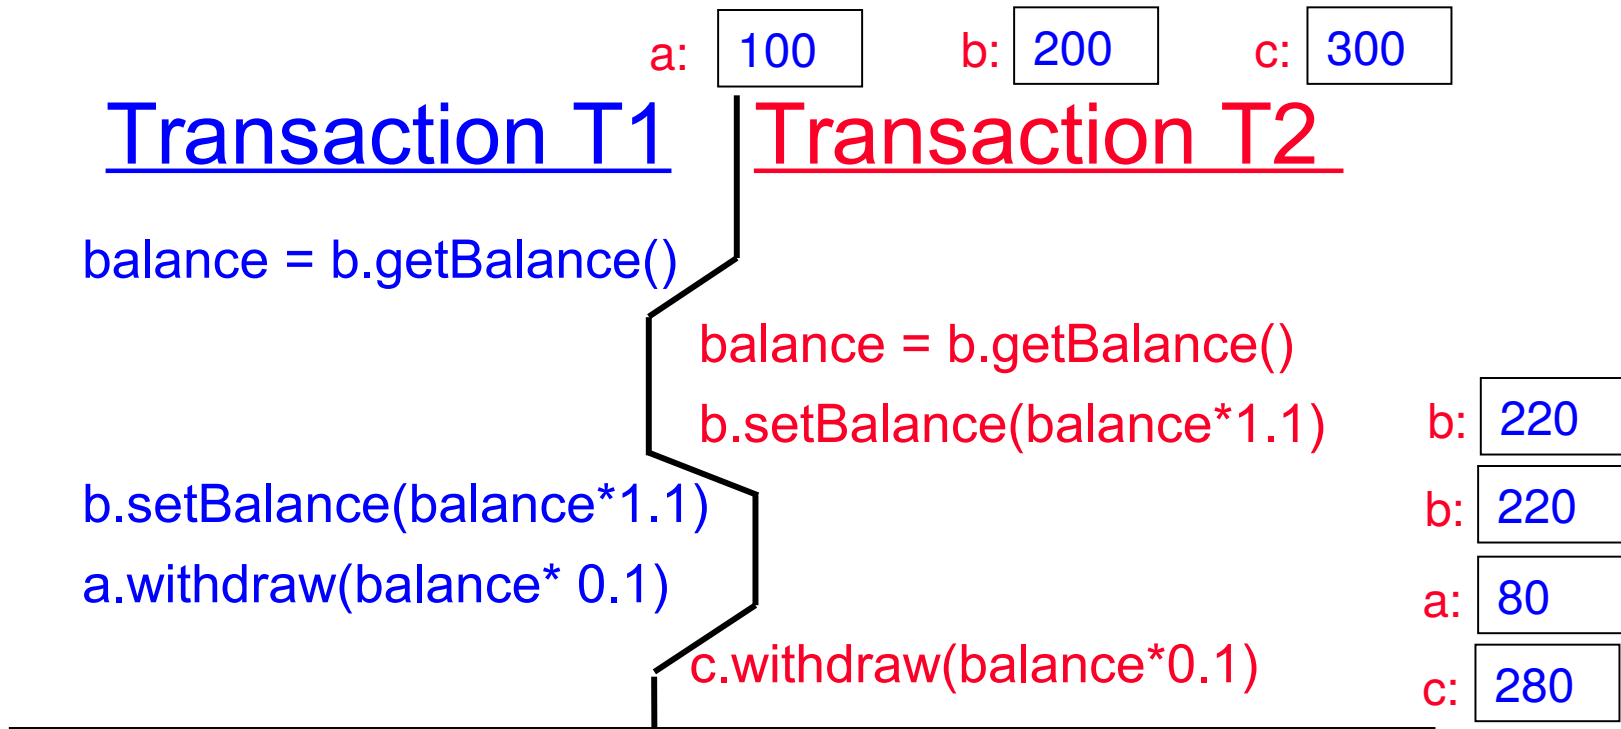 a: 100 b: 200 c: 300
Transaction T1 Transaction T2
balance = b.getBalance()
balance = b.getBalance()
b.setBalance(balance*1.1) b: 220
b.setBalance(balance*1.1) b: 220
a.withdraw(balance* 0.1) a: 80
c.withdraw(balance*0.1) c: 280